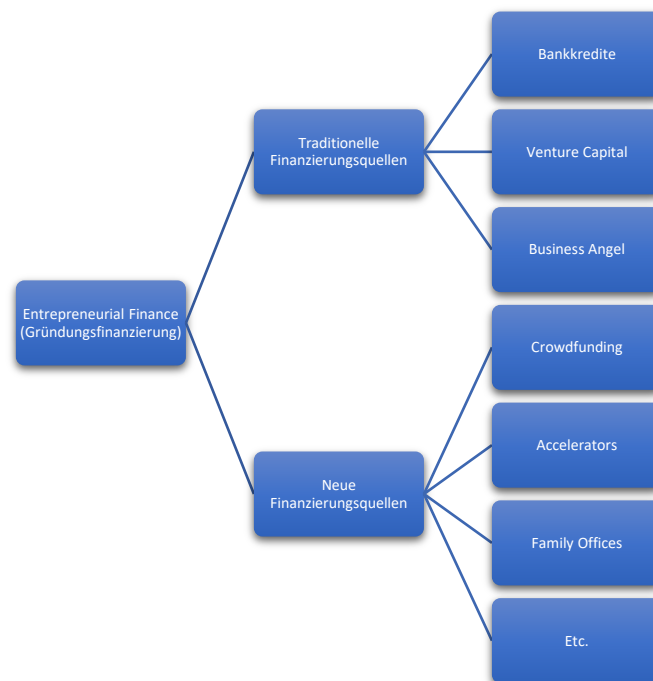 Entrepreneurial Finance
(Gründungsfinanzierung)
Traditionelle
Finanzierungsquellen
Bankkredite
Venture Capital
Business Angel
Neue
Finanzierungsquellen
Crowdfunding
Accelerators
Family Offices
Etc.